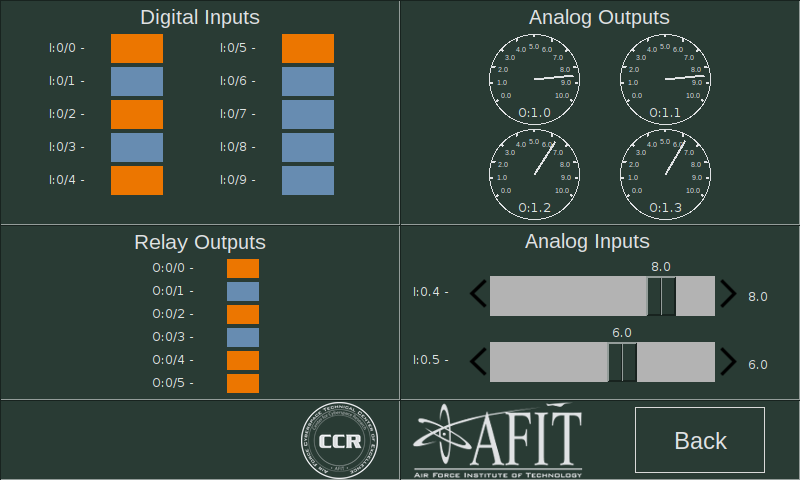 Digital Inputs
I:0/0 -
I:0/1 -
I:0/2 -
I:0/3 -
I:0/4 -
I:0/5 -
I:0/6 -
I:0/7 -
I:0/8 -
I:0/9 -
Analog Outputs
0.0 1.0 2.0 3.0 4.0 5.0 6.0 7.0 8.0 9.0 10.0
O:1.0
0.0 1.0 2.0 3.0 4.0 5.0 6.0 7.0 8.0 9.0 10.0
O:1.1
0.0 1.0 2.0 3.0 4.0 5.0 6.0 7.0 8.0 9.0 10.0
O:1.2
0.0 1.0 2.0 3.0 4.0 5.0 6.0 7.0 8.0 9.0 10.0
O:1.3
Relay Outputs
O:0/0 -
O:0/1 -
O:0/2 -
O:0/3 -
O:0/4 -
O:0/5 -
Analog Inputs
8.0
I:0.4 -
8.0
6.0
I:0.5 -
6.0
AIR FORCE CYBERSPACE TECHNICAL CENTER OF EXCELLENCE
Center for Cyberspace Research
CCR
AFIT
AFIT
AIR FORCE INSTITUTE OF TECHNOLOGY
Back